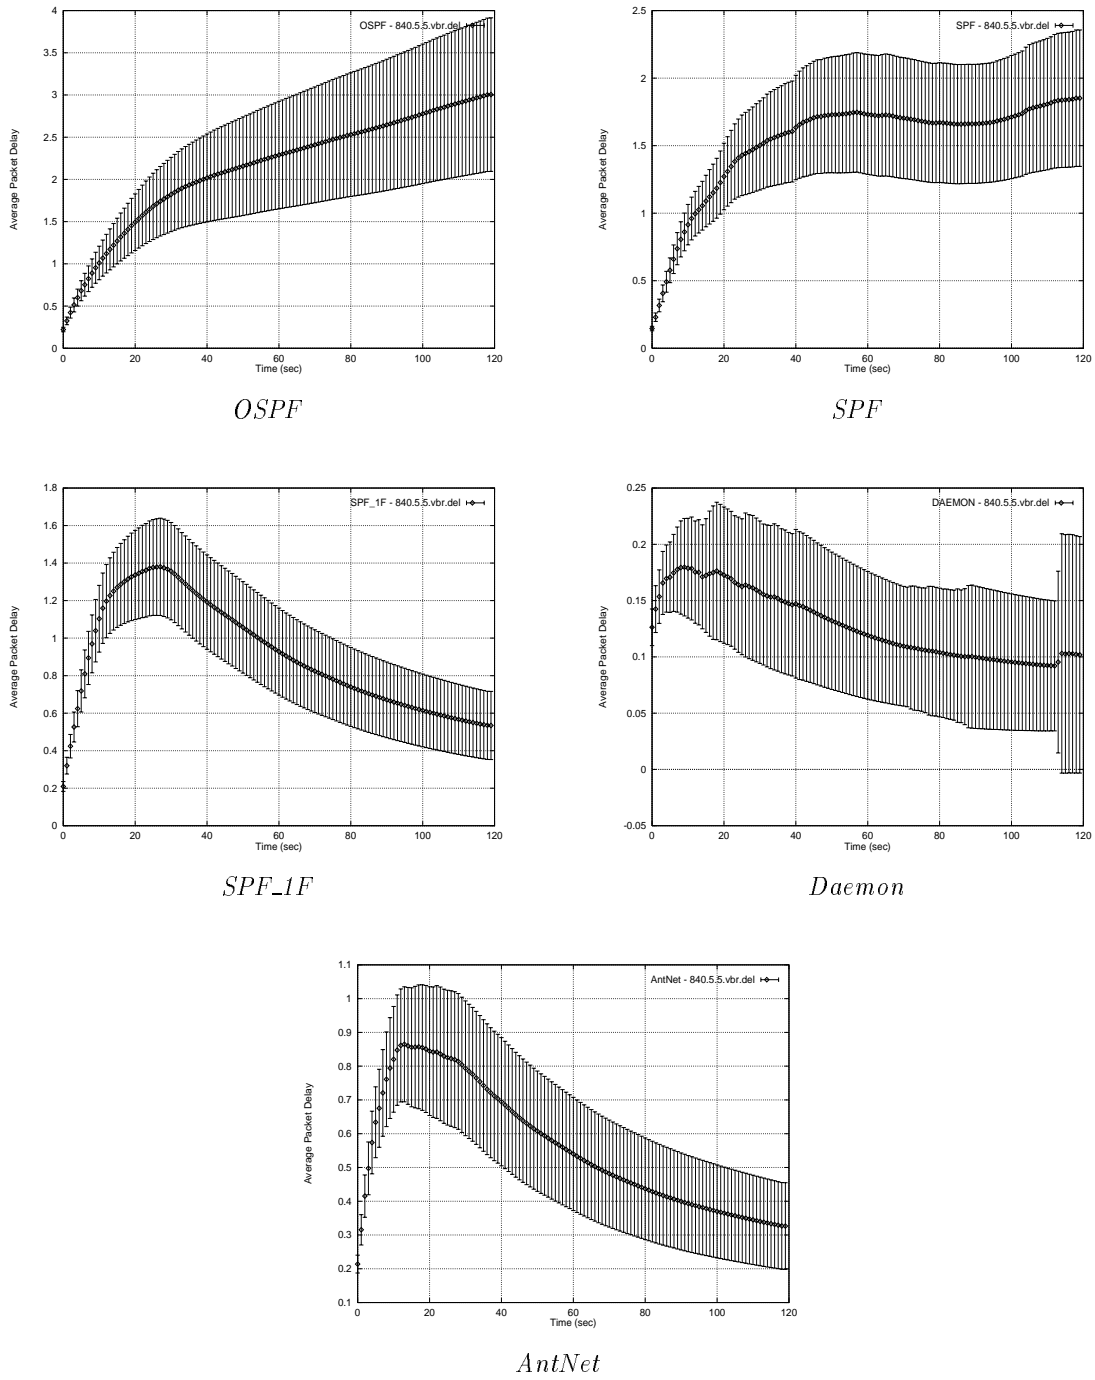 4
3.5
3
2.5
2
1.5
1
0.5
0
Average Packet Delay
OSPF - 840.5.5.vbr.del
0 20 40 60 80 100 120
Time (sec)
OSPF
2.5
2
1.5
1
0.5
0
Average Packet Delay
SPF - 840.5.5.vbr.del
0 20 40 60 80 100 120
Time (sec)
SPF
1.8
1.6
1.4
1.2
1
0.8
0.6
0.4
0.2
0
Average Packet Delay
SPF_1F - 840.5.5.vbr.del
0 20 40 60 80 100 120
Time (sec)
SPF_1F
0.25
0.2
0.15
0.1
0.05
0
-0.05
Average Packet Delay
DAEMON - 840.5.5.vbr.del
0 20 40 60 80 100 120
Time (sec)
Daemon
1.1
1
0.9
0.8
0.7
0.6
0.5
0.4
0.3
0.2
0.1
Average Packet Delay
AntNet - 840.5.5.vbr.del
0 20 40 60 80 100 120
Time (sec)
AntNet